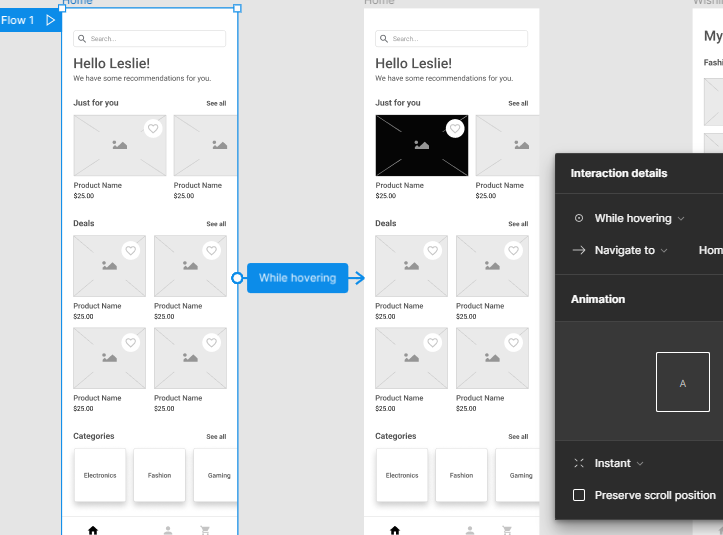 Home
Flow 1
Search...
Hello Leslie!
We have some recommendations for you.
Just for you
See all
Product Name
Product Name
$25.00
$25.00
Deals
See all
Product Name
Product Name
$25.00
$25.00
Product Name
Product Name
$25.00
$25.00
Categories
See all
Electronics
Fashion
Gaming
While hovering
Home
Search...
Hello Leslie!
We have some recommendations for you.
Just for you
See all
Product Name
Product Name
$25.00
$25.00
Deals
See all
Product Name
Product Name
$25.00
$25.00
Product Name
Product Name
$25.00
$25.00
Categories
See all
Electronics
Fashion
Gaming
My
Interaction details
While hovering
Navigate to
Hom
Animation
A
Instant
Preserve scroll position